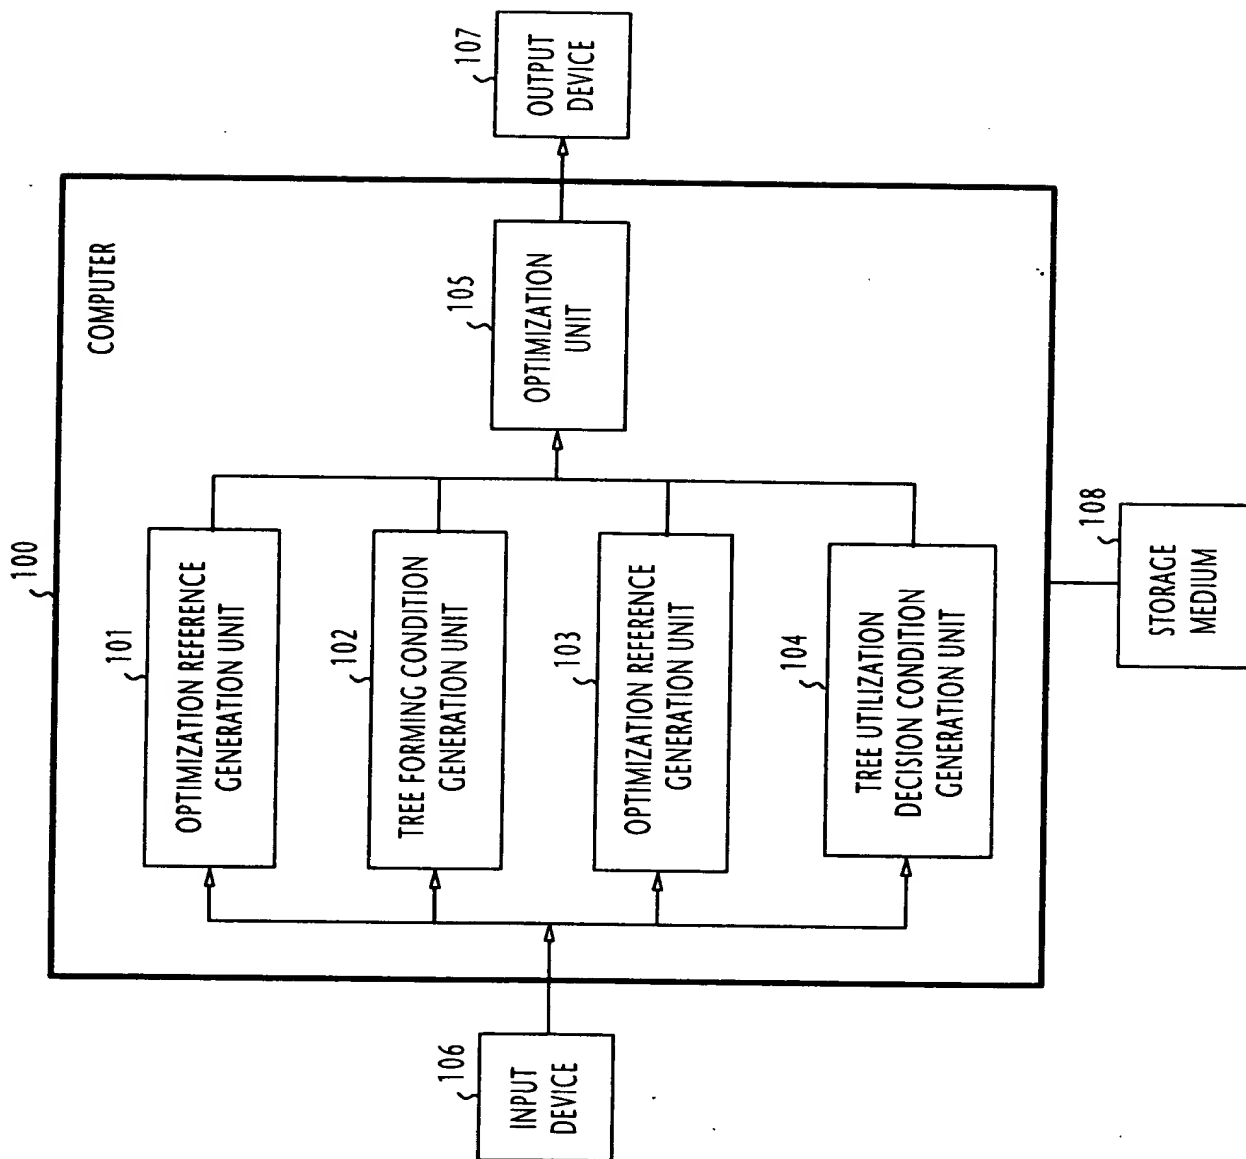 100
COMPUTER
101
OPTIMIZATION REFERENCE
GENERATION UNIT
102
TREE FORMING CONDITION
GENERATION UNIT
103
OPTIMIZATION REFERENCE
GENERATION UNIT
104
TREE UTILIZATION
DECISION CONDITION
GENERATION UNIT
105
OPTIMIZATION
UNIT
106
INPUT
DEVICE
107
OUTPUT
DEVICE
108
STORAGE
MEDIUM